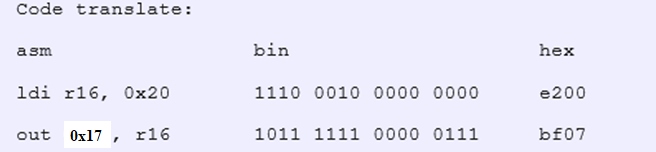 Code translate:
asm bin hex
ldi r16, 0x20 1110 0010 0000 0000 e200
out 0x17 , r16 1011 1111 0000 0111 bf07